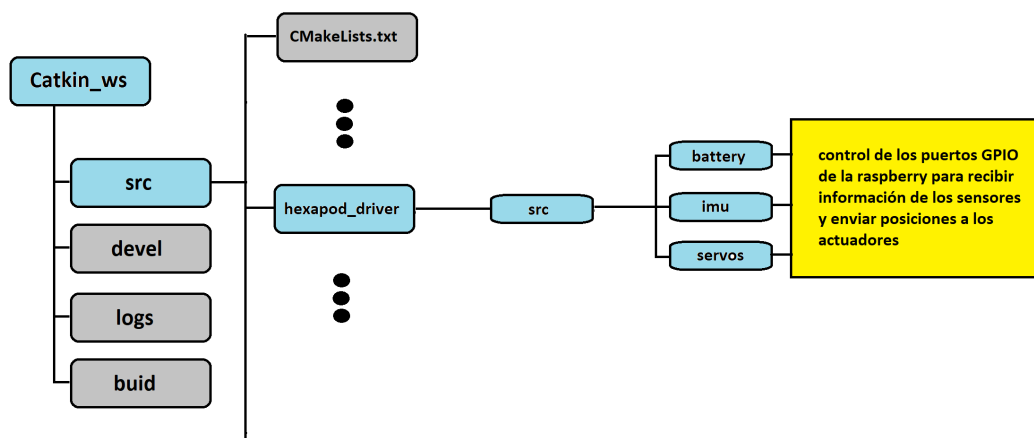 CMakeLists.txt
Catkin_ws
src
devel
logs
buid
hexapod_driver
src
battery
imu
servos
control de los puertos GPIO
de la raspberry para recibir
información de los sensores
y enviar posiciones a los
actuadores